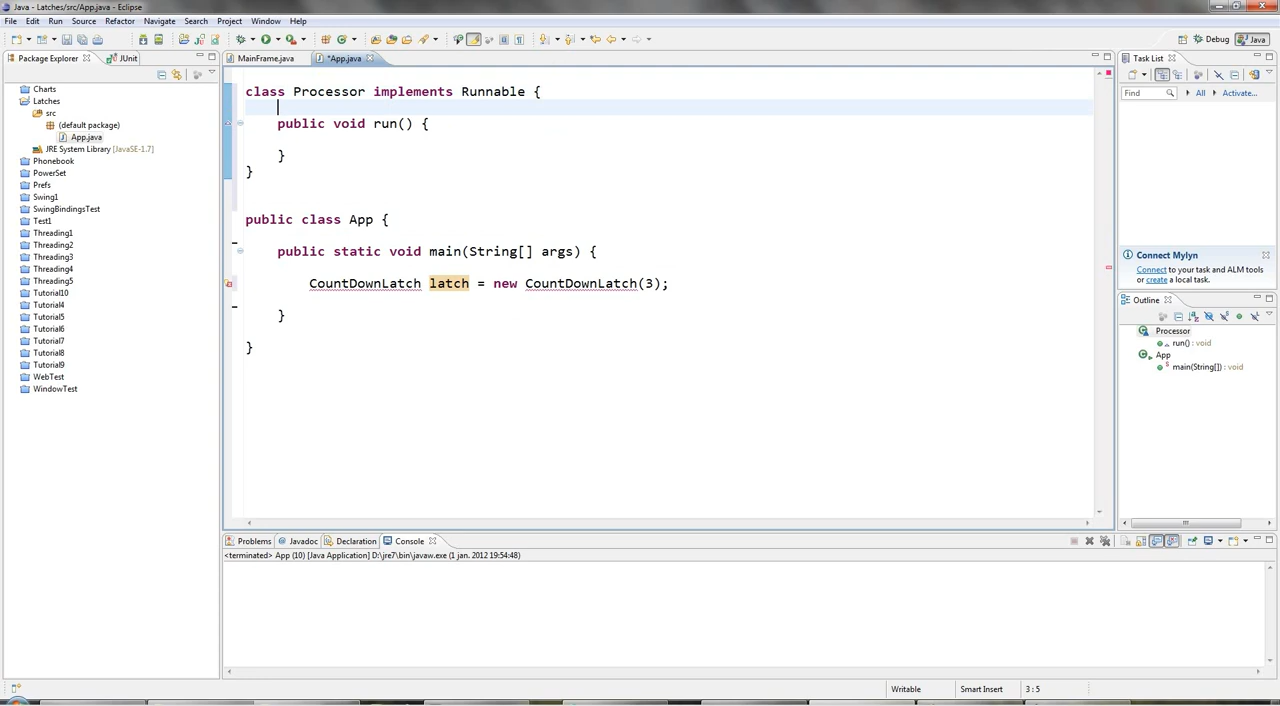 Java - Latches/src/App.java - Eclipse
File Edit Run Source Refactor Navigate Search Project Window Help
Debug Java
Package Explorer JUnit
MainFrame.java *App.java
Task List
Find All Activate...
Charts
Latches
src
(default package)
App.java
JRE System Library [JavaSE-1.7]
Phonebook
PowerSet
Prefs
Swing1
SwingBindingsTest
Test1
Threading1
Threading2
Threading3
Threading4
Threading5
Tutorial10
Tutorial4
Tutorial5
Tutorial6
Tutorial7
Tutorial8
Tutorial9
WebTest
WindowTest
class Processor implements Runnable {
public void run() {
}
}
public class App {
public static void main(String[] args) {
CountDownLatch latch = new CountDownLatch(3);
}
}
Connect Mylyn
Connect to your task and ALM tools
or create a local task.
Outline
Processor
run() : void
App
main(String[]) : void
Problems Javadoc Declaration Console
<terminated> App (10) [Java Application] D:\jre7\bin\javaw.exe (1 jan. 2012 19:54:48)
Writable Smart Insert 3 : 5